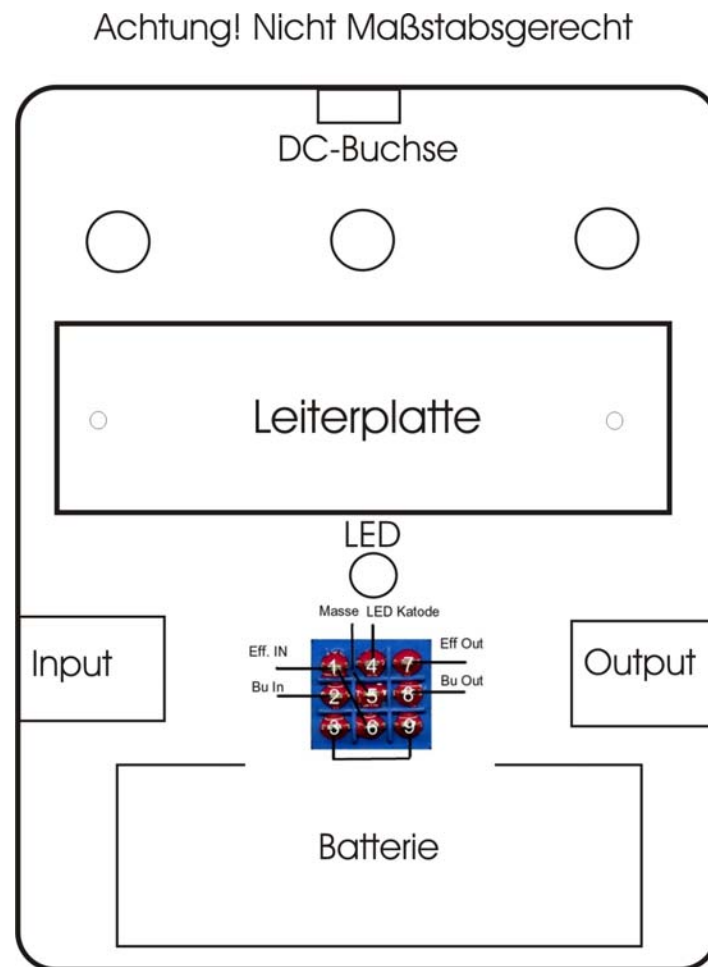 Achtung! Nicht Maßstabsgerecht
DC-Buchse
Leiterplatte
LED
Masse LED Katode
Eff. IN
Eff Out
Bu In
Bu Out
1 4 7
2 5 8
3 6 9
Input
Output
Batterie